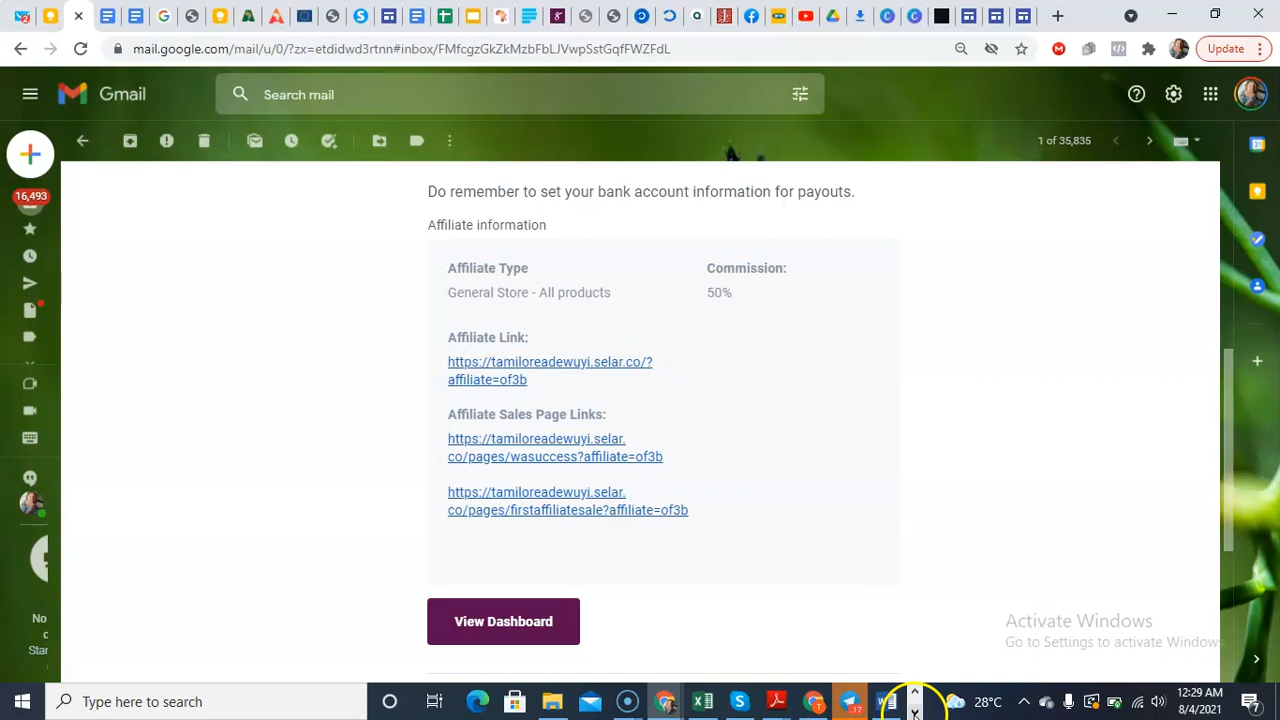 mail.google.com/mail/u/0/?zx=etdidwd3rtnn#inbox/FMfcgzGkZkMzbFbLJVwpSstGqfFWZFdL
Update
Gmail
Search mail
1 of 35,835
16,493
Do remember to set your bank account information for payouts.
Affiliate information
Affiliate Type
Commission:
General Store - All products
50%
Affiliate Link:
https://tamiloreadewuyi.selar.co/?
affiliate=of3b
Affiliate Sales Page Links:
https://tamiloreadewuyi.selar.
co/pages/wasuccess?affiliate=of3b
https://tamiloreadewuyi.selar.
co/pages/firstaffiliatesale?affiliate=of3b
View Dashboard
No
c
Star
Activate Windows
Go to Settings to activate Windows.
Type here to search
17
28°C
12:29 AM
8/4/2021
7